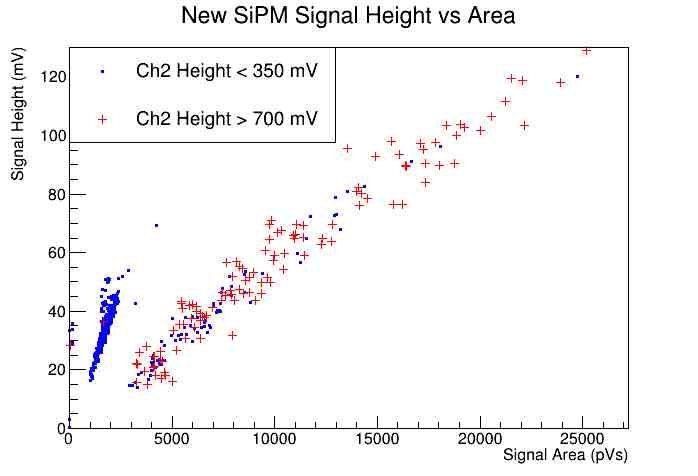 New SiPM Signal Height vs Area
Signal Height (mV)
Ch2 Height < 350 mV
Ch2 Height > 700 mV
120
100
80
60
40
20
0
0 5000 10000 15000 20000 25000
Signal Area (pVs)